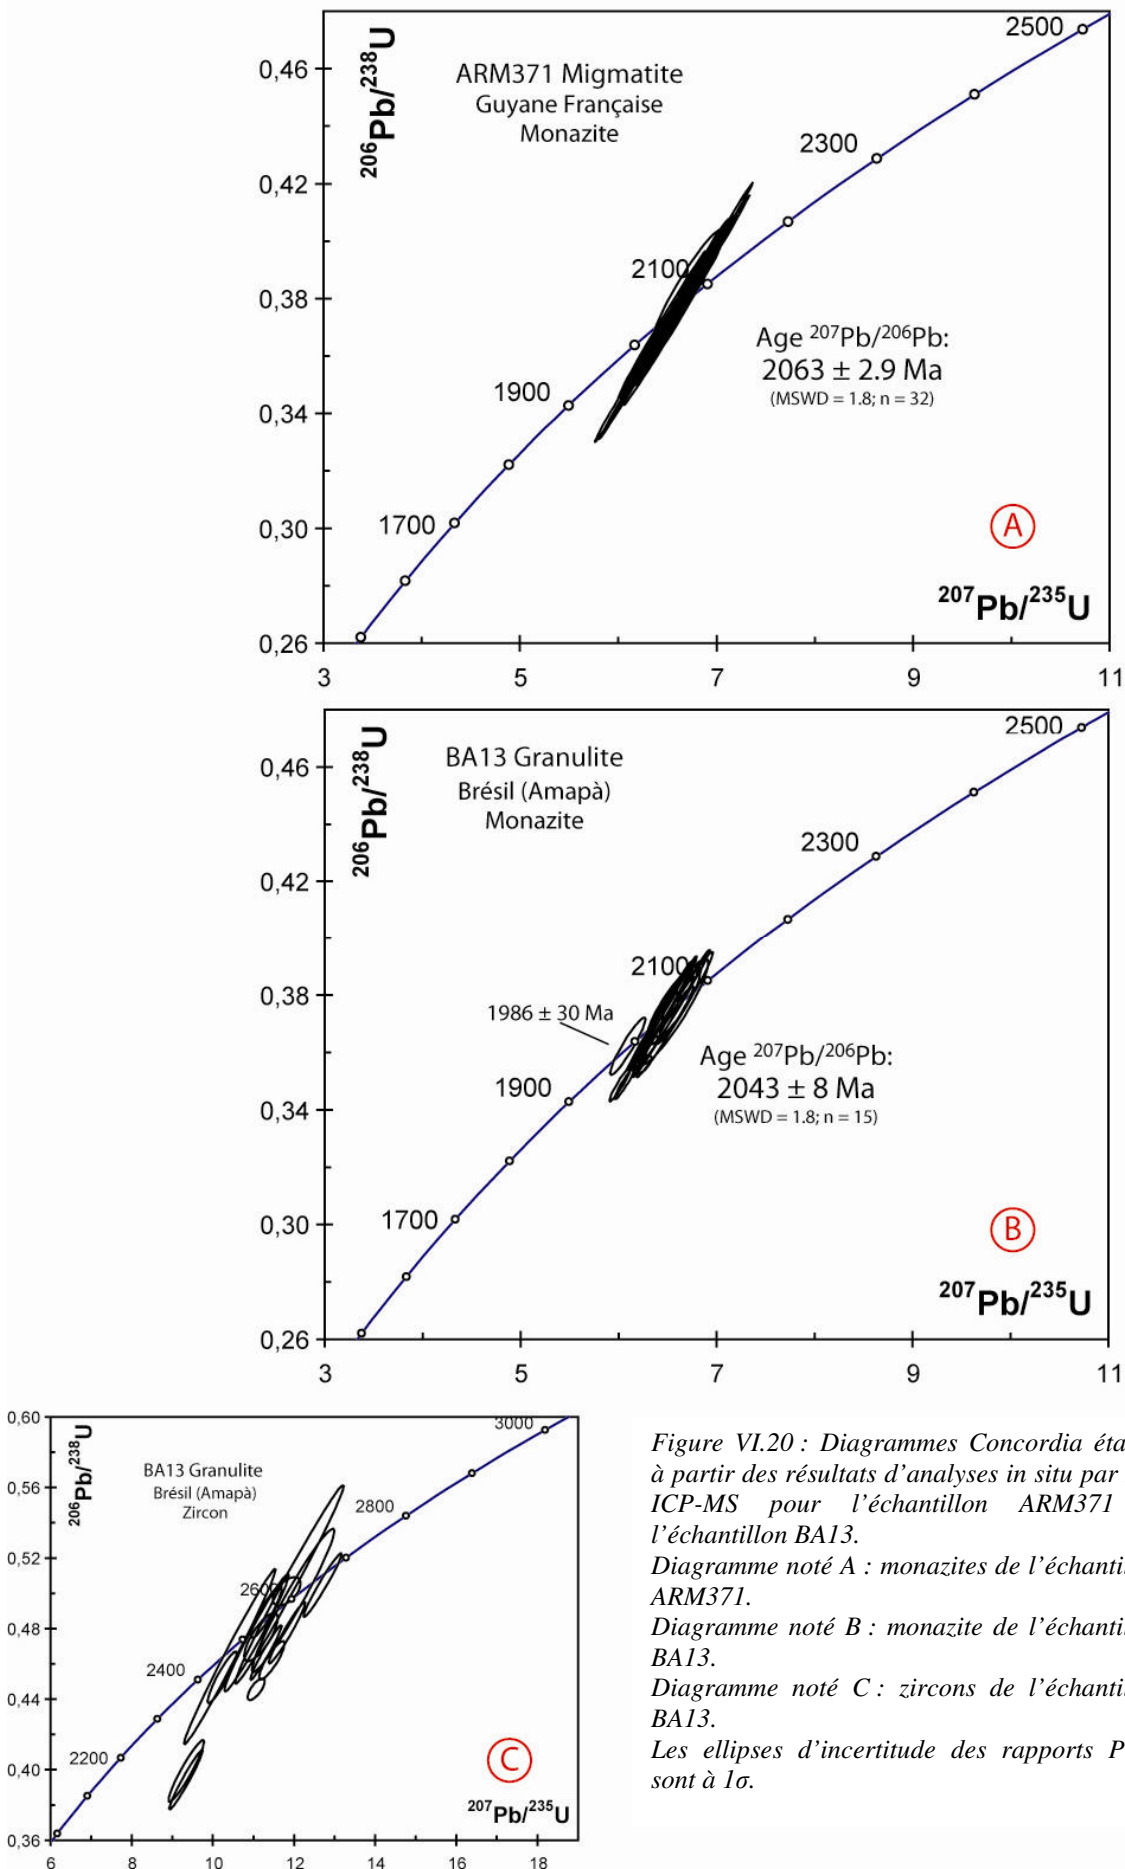 2500
0,46
206Pb/238U
ARM371 Migmatite
Guyane Française
Monazite
2300
0,42
2100
0,38
Age 207Pb/206Pb:
2063 ± 2.9 Ma
(MSWD = 1.8; n = 32)
1900
0,34
1700
0,30
A
207Pb/235U
0,26
3 5 7 9 11
2500
0,46
206Pb/238U
BA13 Granulite
Brésil (Amapà)
Monazite
2300
0,42
2100
0,38
1986 ± 30 Ma
Age 207Pb/206Pb:
2043 ± 8 Ma
(MSWD = 1.8; n = 15)
1900
0,34
1700
0,30
B
207Pb/235U
0,26
3 5 7 9 11
0,60
3000
206Pb/238U
BA13 Granulite
Brésil (Amapà)
Zircon
0,56
2800
0,52
2600
0,48
2400
0,44
2200
0,40
C
207Pb/235U
0,36
6 8 10 12 14 16 18
Figure VI.20 : Diagrammes Concordia éta
à partir des résultats d'analyses in situ par
ICP-MS pour l'échantillon ARM371
l'échantillon BA13.
Diagramme noté A : monazites de l'échanti
ARM371.
Diagramme noté B : monazite de l'échanti
BA13.
Diagramme noté C : zircons de l'échanti
BA13.
Les ellipses d'incertitude des rapports P
sont à 1σ.